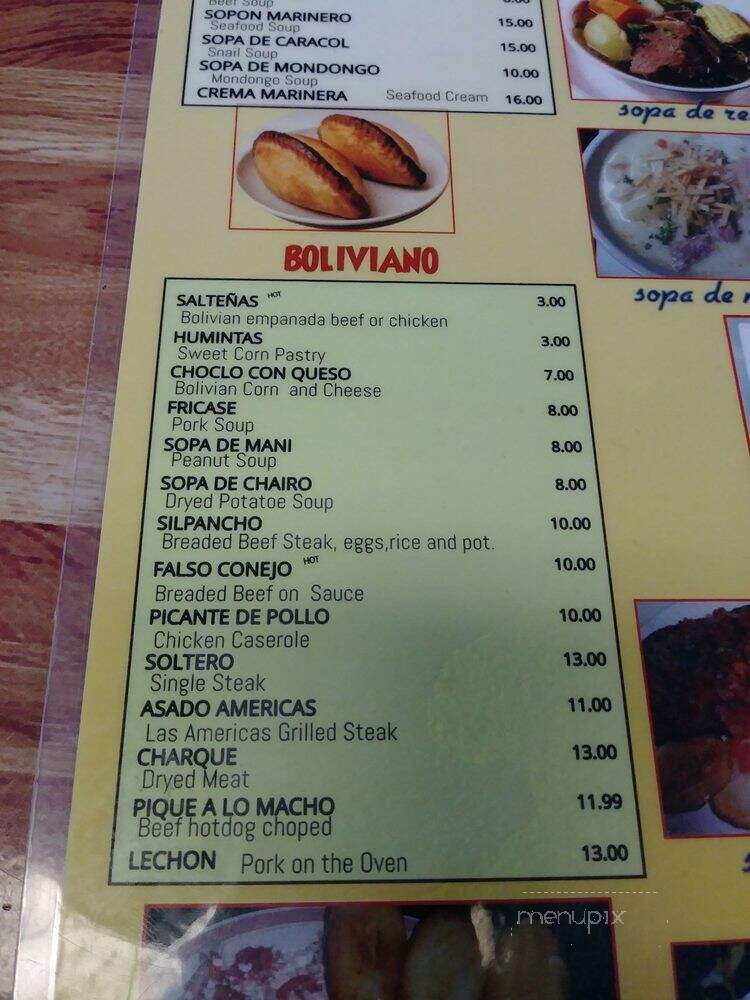 Beef Soup
SOPON MARINERO 15.00
Seafood Soup
SOPA DE CARACOL 15.00
Snail Soup
SOPA DE MONDONGO 10.00
Mondongo Soup
CREMA MARINERA Seafood Cream 16.00
sopa de
sopa de
BOLIVIANO
SALTEÑAS HOT 3.00
Bolivian empanada beef or chicken
HUMINTAS 3.00
Sweet Corn Pastry
CHOCLO CON QUESO 7.00
Bolivian Corn and Cheese
FRICASE 8.00
Pork Soup
SOPA DE MANI 8.00
Peanut Soup
SOPA DE CHAIRO 8.00
Dryed Potatoe Soup
SILPANCHO 10.00
Breaded Beef Steak, eggs,rice and pot.
FALSO CONEJO HOT 10.00
Breaded Beef on Sauce
PICANTE DE POLLO 10.00
Chicken Caserole
SOLTERO 13.00
Single Steak
ASADO AMERICAS 11.00
Las Americas Grilled Steak
CHARQUE 13.00
Dryed Meat
PIQUE A LO MACHO 11.99
Beef hotdog choped
LECHON Pork on the Oven 13.00
menupix